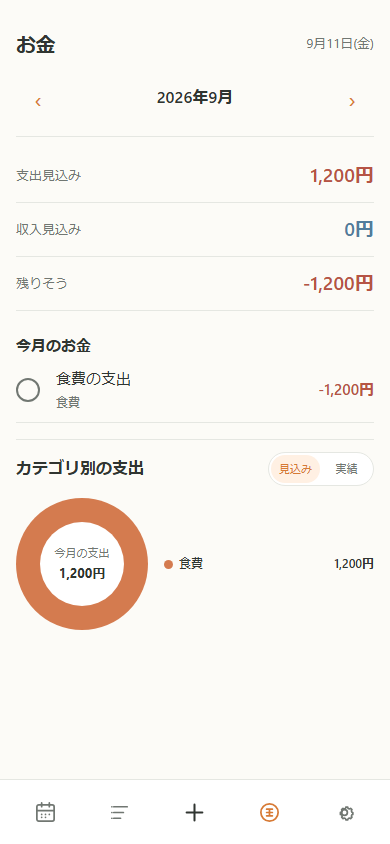 お金
9月11日(金)
‹ 2026年9月 ›
支出見込み 1,200円
収入見込み 0円
残りそう -1,200円
今月のお金
食費の支出
食費
-1,200円
カテゴリ別の支出
見込み 実績
今月の支出
1,200円
食費 1,200円